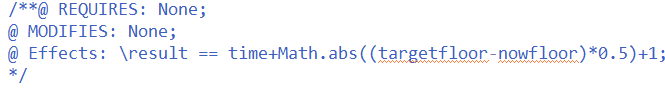 /**@ REQUIRES: None;
@ MODIFIES: None;
@ Effects: \result == time+Math.abs((targetfloor-nowfloor)*0.5)+1;
*/